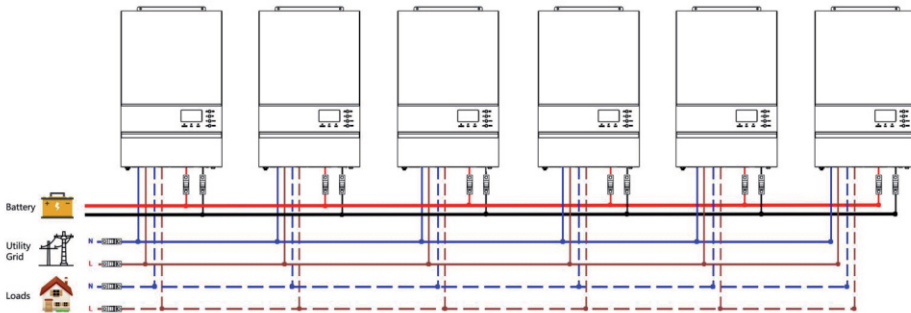 Battery
Utility
Grid
N
L
Loads
N
L